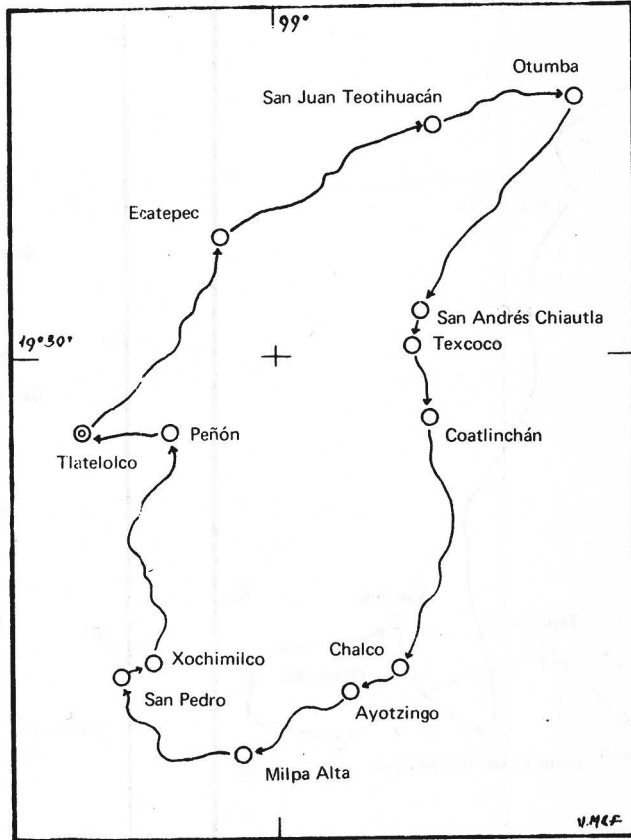 99°
Otumba
San Juan Teotihuacán
Ecatepec
San Andrés Chiautla
19°30'
Texcoco
Coatlinchán
Peñón
Tlatelolco
Chalco
Xochimilco
San Pedro
Ayotzingo
Milpa Alta
V.M.C.F